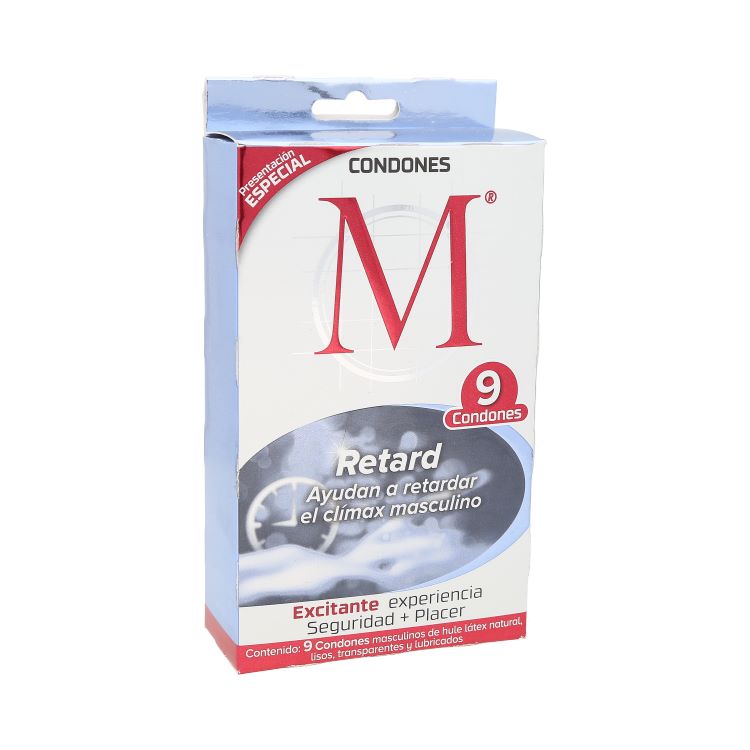 Presentación
ESPECIAL
CONDONES
M®
9
Condones
Retard
Ayudan a retardar
el clímax masculino
Excitante experiencia
Seguridad + Placer
Contenido: 9 Condones masculinos de hule látex natural,
lisos, transparentes y lubricados